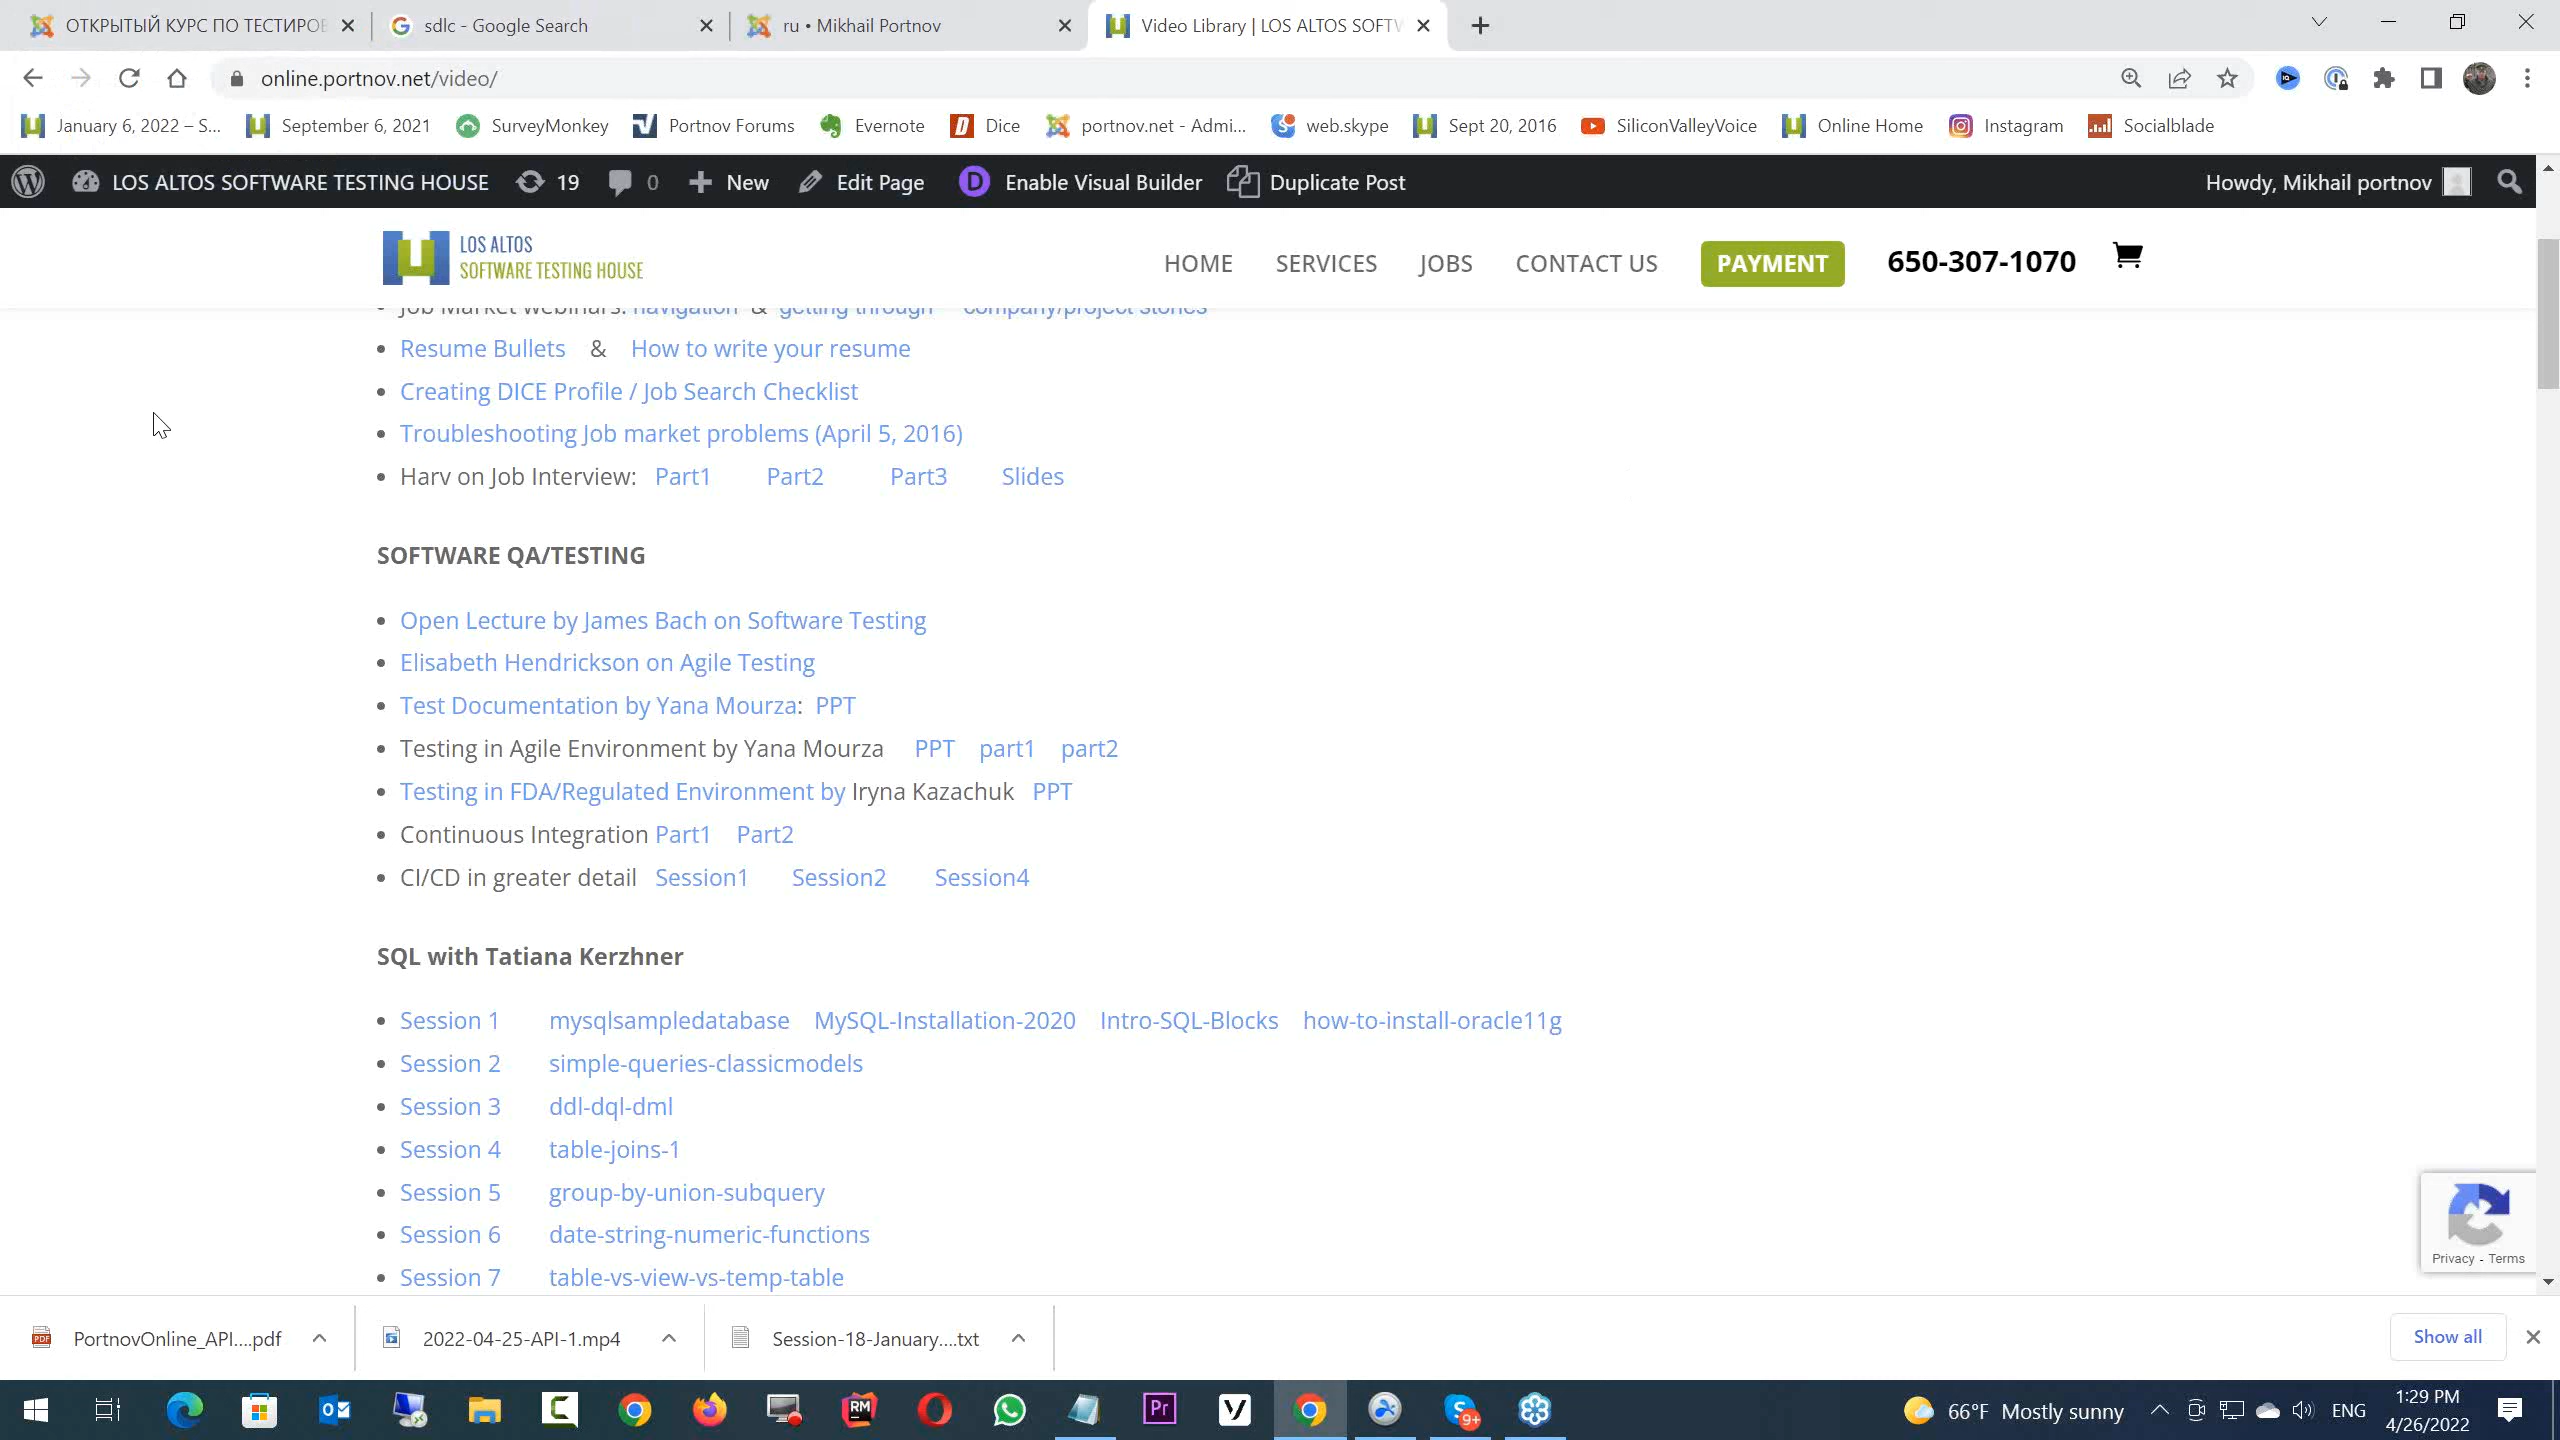 ОТКРЫТЫЙ КУРС ПО ТЕСТИРОВ
sdlc - Google Search
ru • Mikhail Portnov
Video Library | LOS ALTOS SOFTW
online.portnov.net/video/
January 6, 2022 – S...
September 6, 2021
SurveyMonkey
Portnov Forums
Evernote
Dice
portnov.net - Admi...
web.skype
Sept 20, 2016
SiliconValleyVoice
Online Home
Instagram
Socialblade
LOS ALTOS SOFTWARE TESTING HOUSE
19
0
New
Edit Page
Enable Visual Builder
Duplicate Post
Howdy, Mikhail portnov
LOS ALTOS
SOFTWARE TESTING HOUSE
HOME
SERVICES
JOBS
CONTACT US
PAYMENT
650-307-1070
Job Market webinars: navigation & getting through company/project stories
Resume Bullets & How to write your resume
Creating DICE Profile / Job Search Checklist
Troubleshooting Job market problems (April 5, 2016)
Harv on Job Interview: Part1 Part2 Part3 Slides
SOFTWARE QA/TESTING
Open Lecture by James Bach on Software Testing
Elisabeth Hendrickson on Agile Testing
Test Documentation by Yana Mourza: PPT
Testing in Agile Environment by Yana Mourza PPT part1 part2
Testing in FDA/Regulated Environment by Iryna Kazachuk PPT
Continuous Integration Part1 Part2
CI/CD in greater detail Session1 Session2 Session4
SQL with Tatiana Kerzhner
Session 1 mysqlsampledatabase MySQL-Installation-2020 Intro-SQL-Blocks how-to-install-oracle11g
Session 2 simple-queries-classicmodels
Session 3 ddl-dql-dml
Session 4 table-joins-1
Session 5 group-by-union-subquery
Session 6 date-string-numeric-functions
Session 7 table-vs-view-vs-temp-table
Privacy - Terms
PortnovOnline_API....pdf
2022-04-25-API-1.mp4
Session-18-January....txt
Show all
66°F Mostly sunny
ENG
1:29 PM
4/26/2022